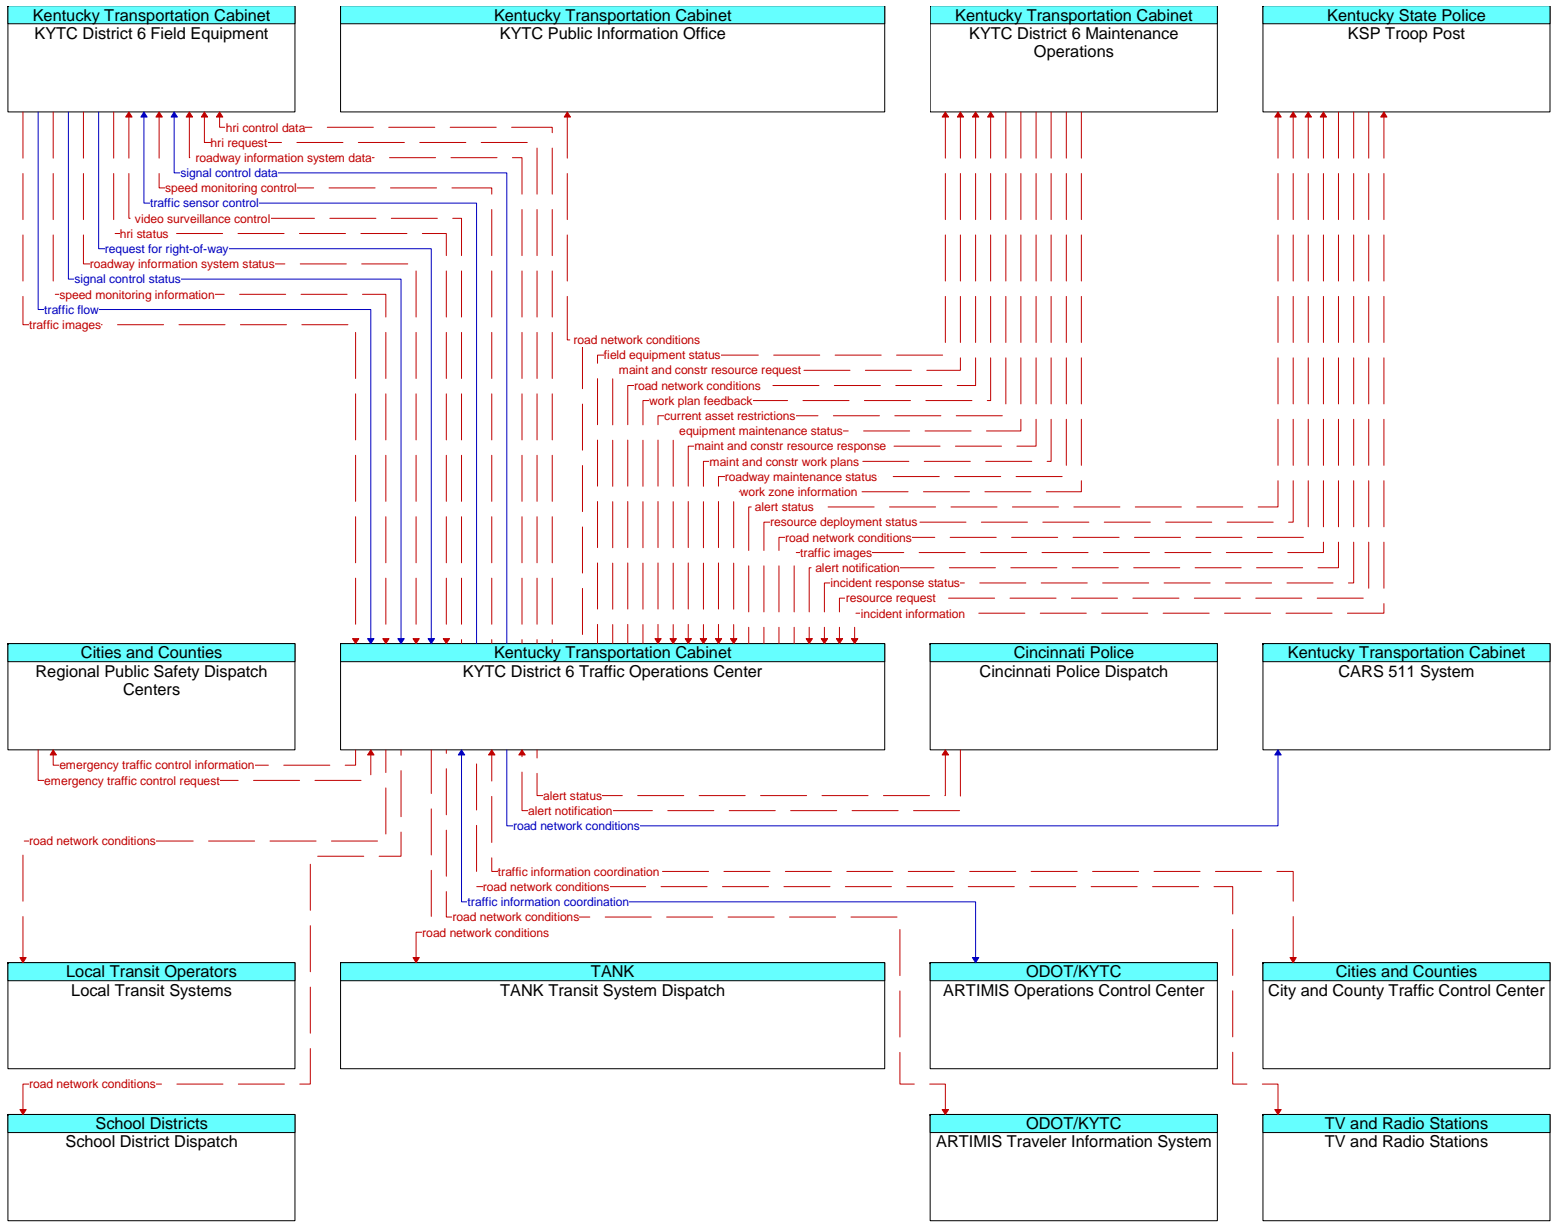 Kentucky Transportation Cabinet
KYTC District 6 Field Equipment
Kentucky Transportation Cabinet
KYTC Public Information Office
Kentucky Transportation Cabinet
KYTC District 6 Maintenance
Operations
Kentucky State Police
KSP Troop Post
hri control data
hri request
roadway information system data
signal control data
speed monitoring control
traffic sensor control
video surveillance control
hri status
request for right-of-way
roadway information system status
signal control status
speed monitoring information
traffic flow
traffic images
road network conditions
field equipment status
maint and constr resource request
road network conditions
work plan feedback
current asset restrictions
equipment maintenance status
maint and constr resource response
maint and constr work plans
roadway maintenance status
work zone information
alert status
resource deployment status
road network conditions
traffic images
alert notification
incident response status
resource request
incident information
Cities and Counties
Regional Public Safety Dispatch
Centers
Kentucky Transportation Cabinet
KYTC District 6 Traffic Operations Center
Cincinnati Police
Cincinnati Police Dispatch
Kentucky Transportation Cabinet
CARS 511 System
emergency traffic control information
emergency traffic control request
alert status
alert notification
road network conditions
road network conditions
traffic information coordination
road network conditions
traffic information coordination
road network conditions
road network conditions
Local Transit Operators
Local Transit Systems
TANK
TANK Transit System Dispatch
ODOT/KYTC
ARTIMIS Operations Control Center
Cities and Counties
City and County Traffic Control Center
road network conditions
School Districts
School District Dispatch
ODOT/KYTC
ARTIMIS Traveler Information System
TV and Radio Stations
TV and Radio Stations